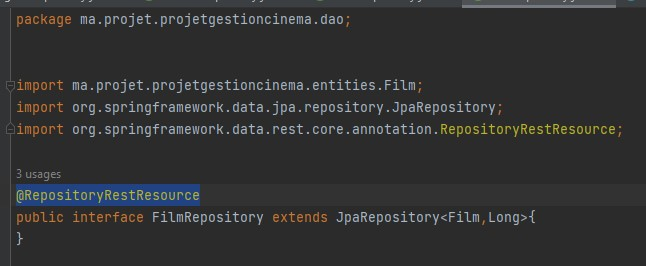 package ma.projet.projetgestioncinema.dao;
import ma.projet.projetgestioncinema.entities.Film;
import org.springframework.data.jpa.repository.JpaRepository;
import org.springframework.data.rest.core.annotation.RepositoryRestResource;
3 usages
@RepositoryRestResource
public interface FilmRepository extends JpaRepository<Film,Long>{
}